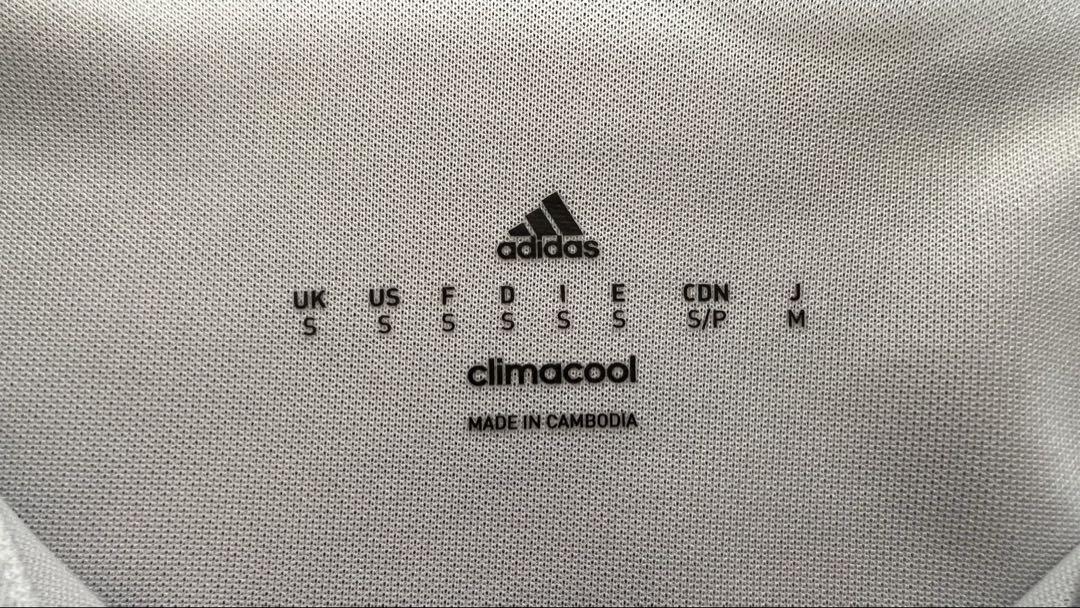 adidas
UK US F D I E CDN J
S S S S S S S/P M
climacool
MADE IN CAMBODIA